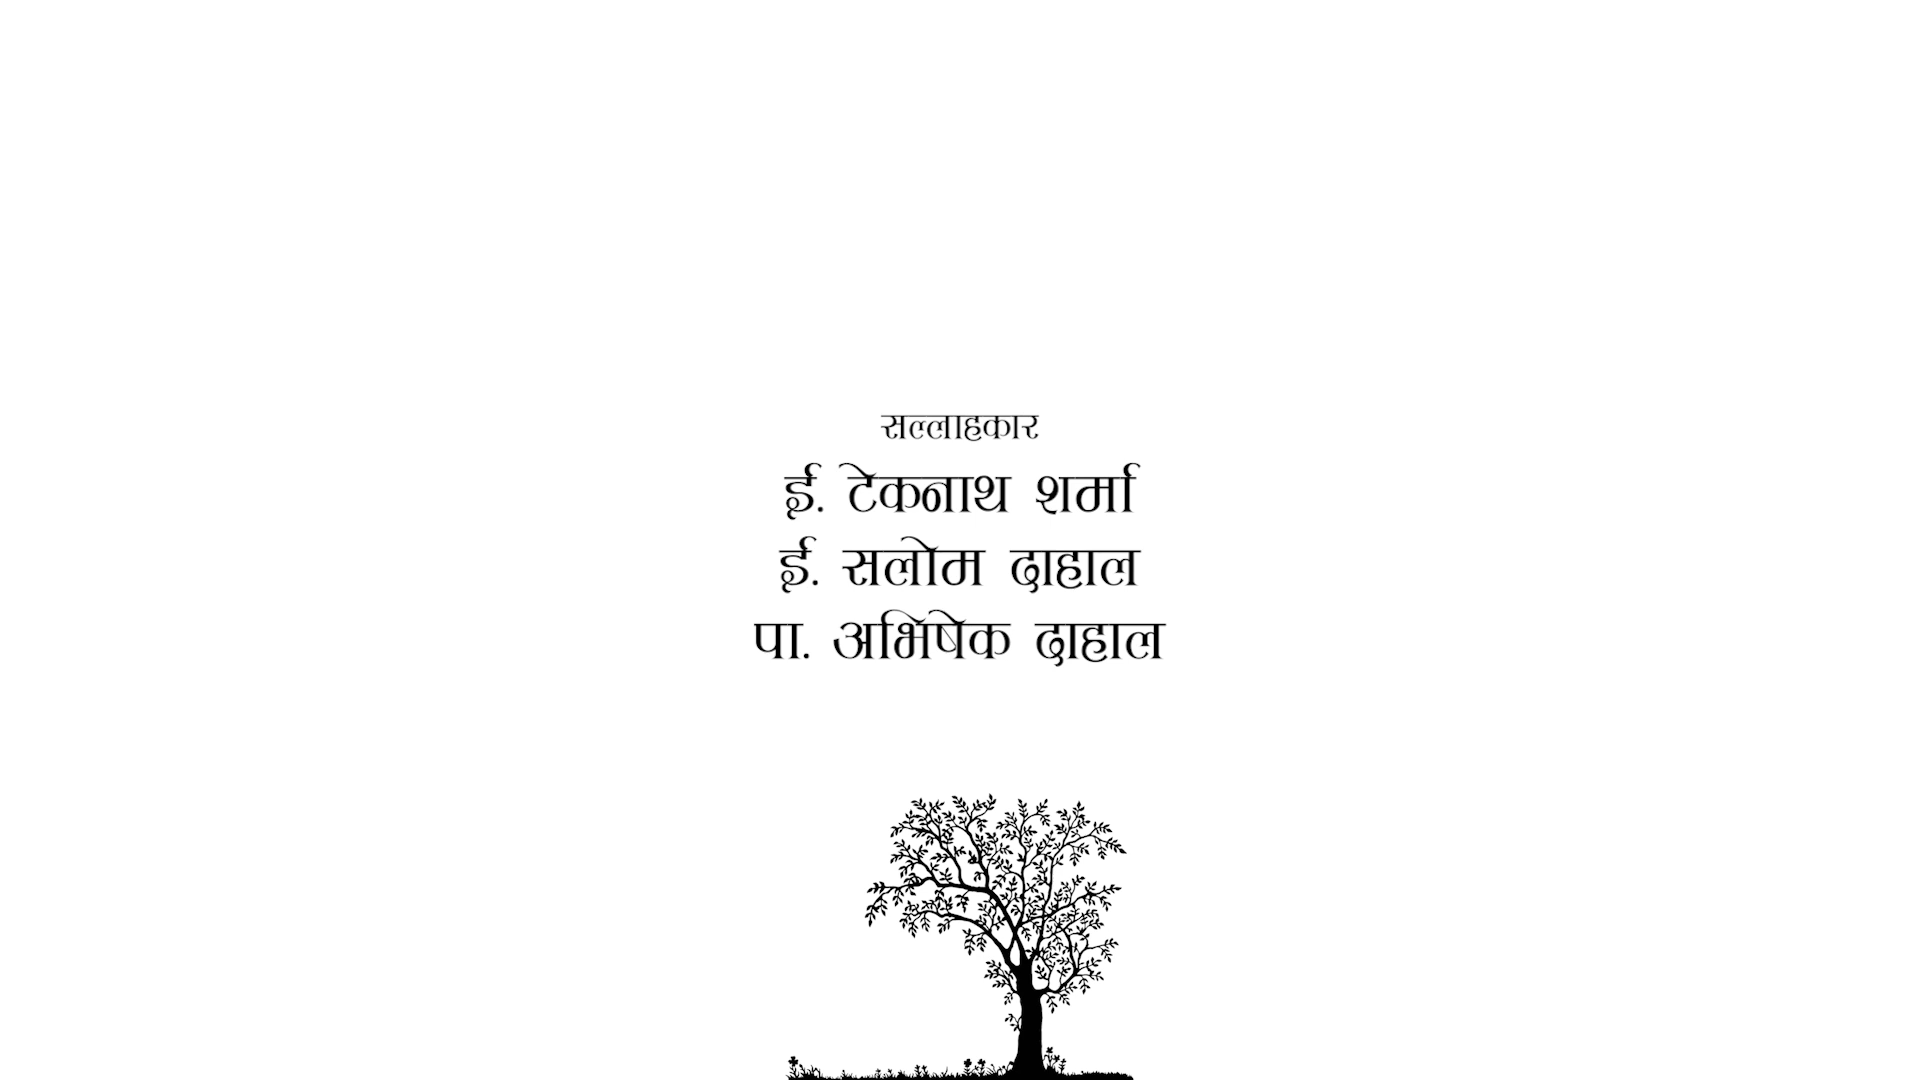 सल्लाहकार
ई. टेकनाथ शर्मा
ई. सलोम दाहाल
पा. अभिषेक दाहाल